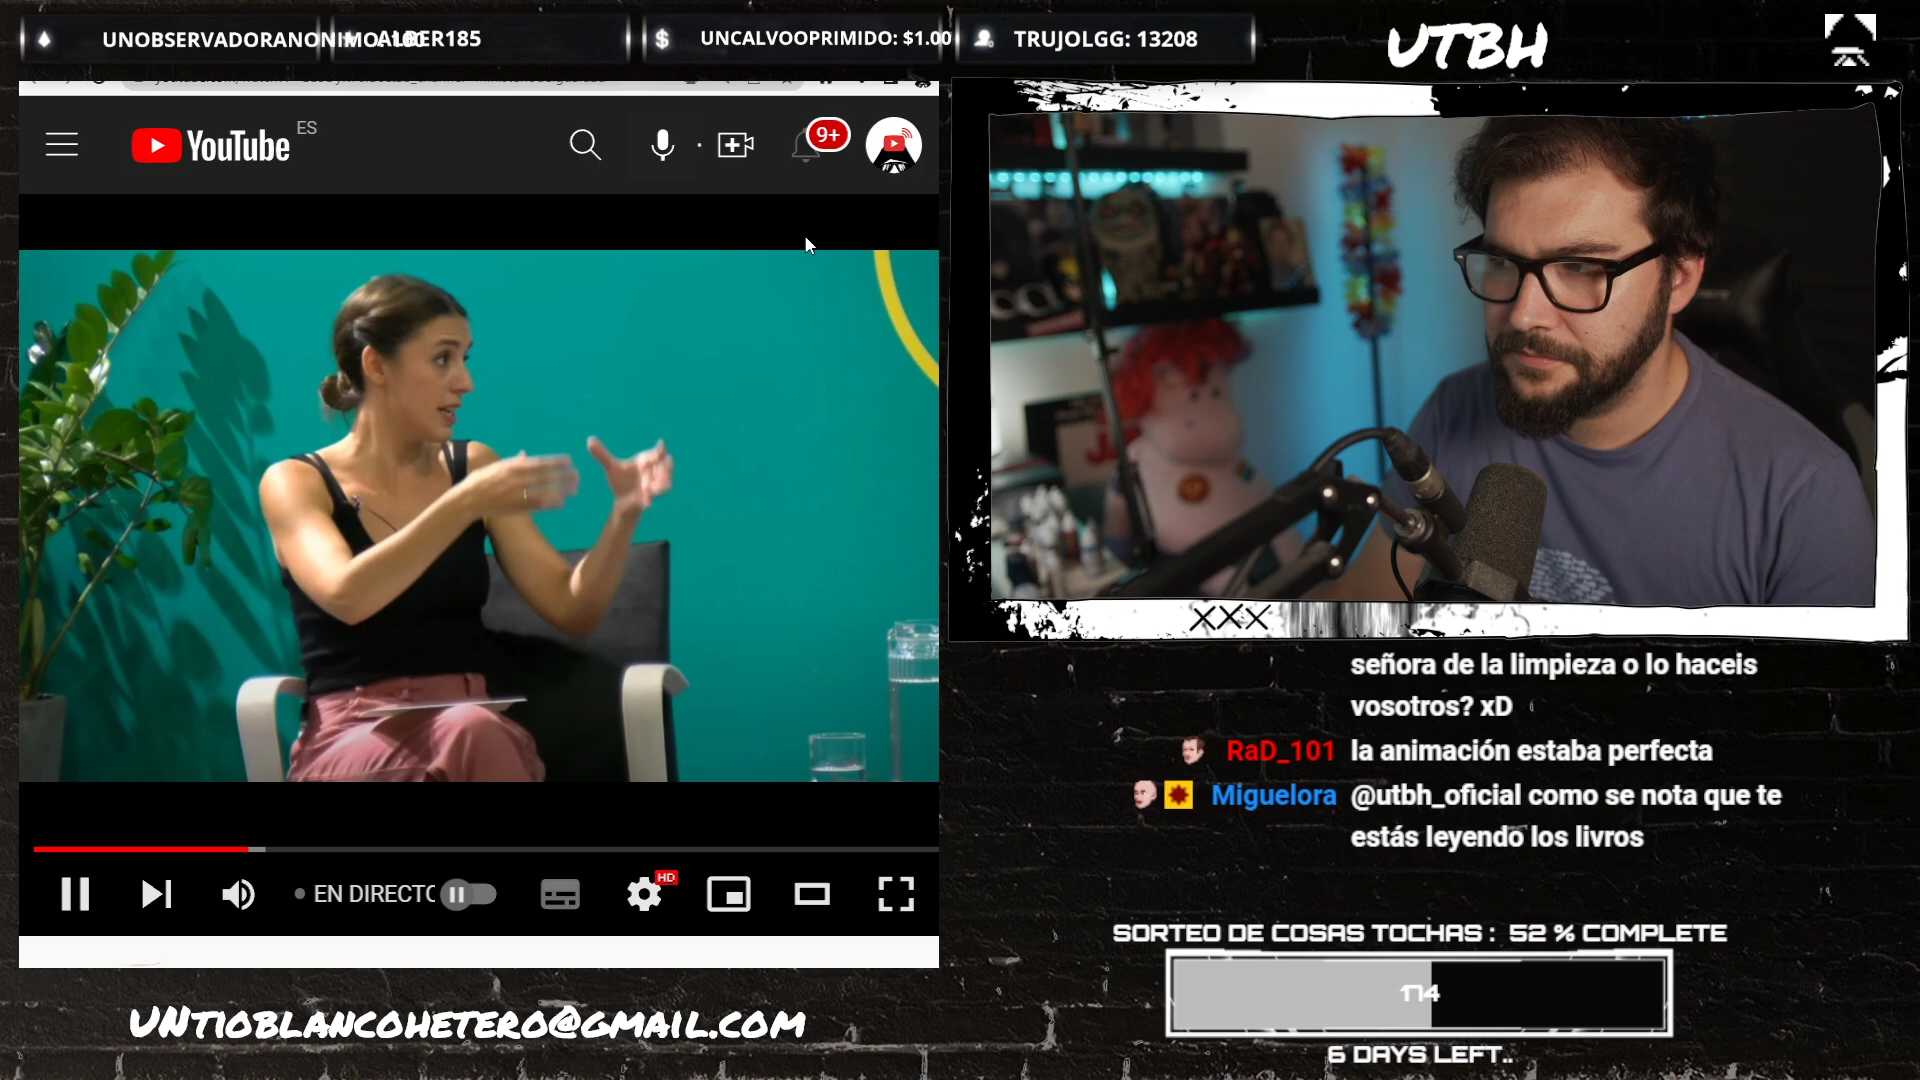 UNOBSERVADORANONIMO
ALBER185
UNCALVOOPRIMIDO: $1.00
TRUJOLGG: 13208
UTBH
YouTube ES
9+
señora de la limpieza o lo haceis
vosotros? xD
RaD_101 la animación estaba perfecta
Miguelora @utbh_oficial como se nota que te
estás leyendo los livros
EN DIRECTO
HD
XXX
SORTEO DE COSAS TOCHAS : 52 % COMPLETE
174
6 DAYS LEFT..
UNTIOBLANCOHETERO@GMAIL.COM